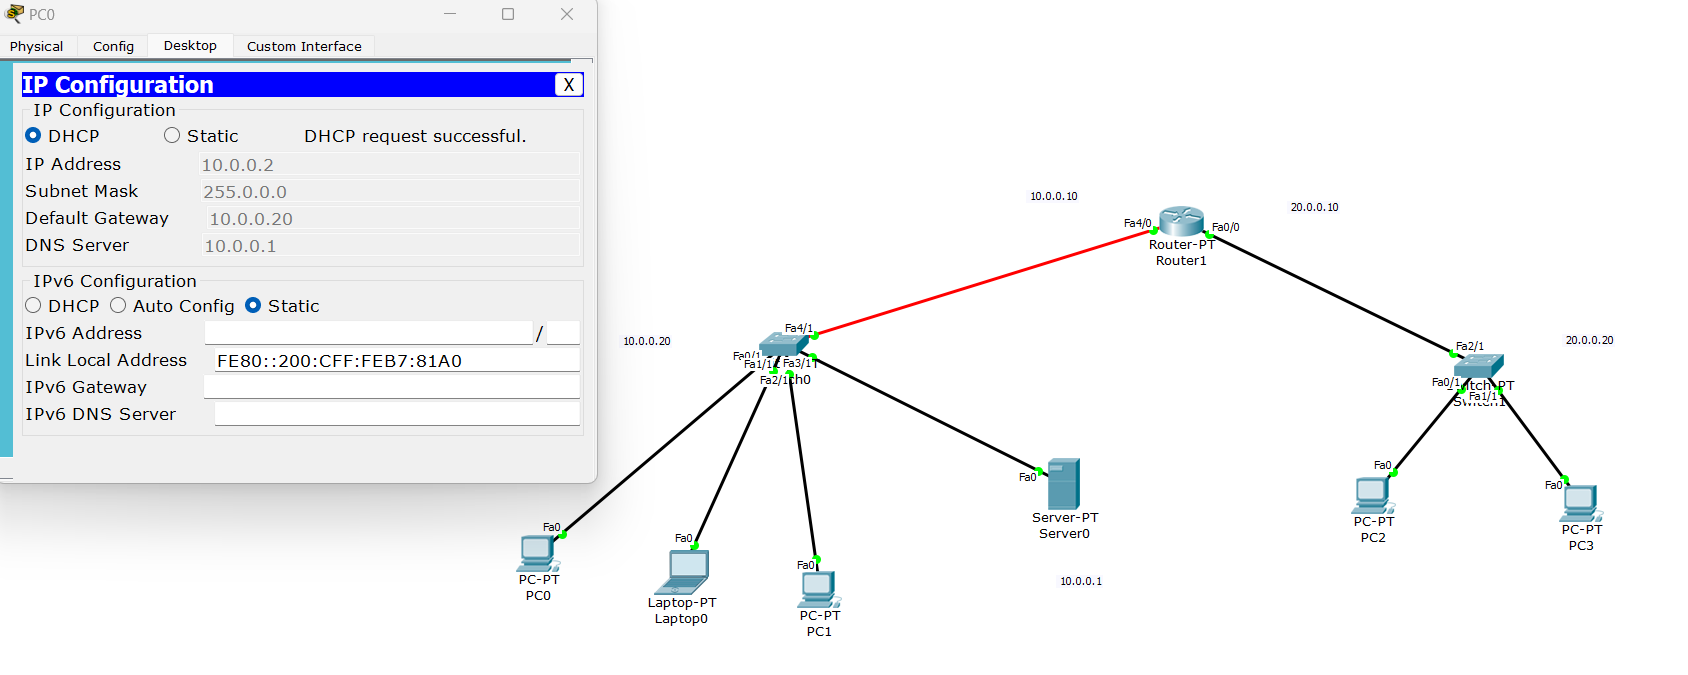 PC0
Physical Config Desktop Custom Interface
IP Configuration
X
IP Configuration
DHCP Static DHCP request successful.
IP Address 10.0.0.2
Subnet Mask 255.0.0.0
Default Gateway 10.0.0.20
DNS Server 10.0.0.1
IPv6 Configuration
DHCP Auto Config Static
IPv6 Address /
Link Local Address FE80::200:CFF:FEB7:81A0
IPv6 Gateway
IPv6 DNS Server
10.0.0.10
20.0.0.10
Fa4/0
Fa0/0
Router-PT
Router1
10.0.0.20
Fa4/1
Fa0/1
Fa1/1
Fa3/1
Fa2/1
ch0
Fa2/1
20.0.0.20
Fa0/1
itch-PT
Fa1/1
Switch1
Fa0
PC-PT
PC0
Fa0
Laptop-PT
Laptop0
Fa0
PC-PT
PC1
Fa0
Server-PT
Server0
10.0.0.1
Fa0
PC-PT
PC2
Fa0
PC-PT
PC3